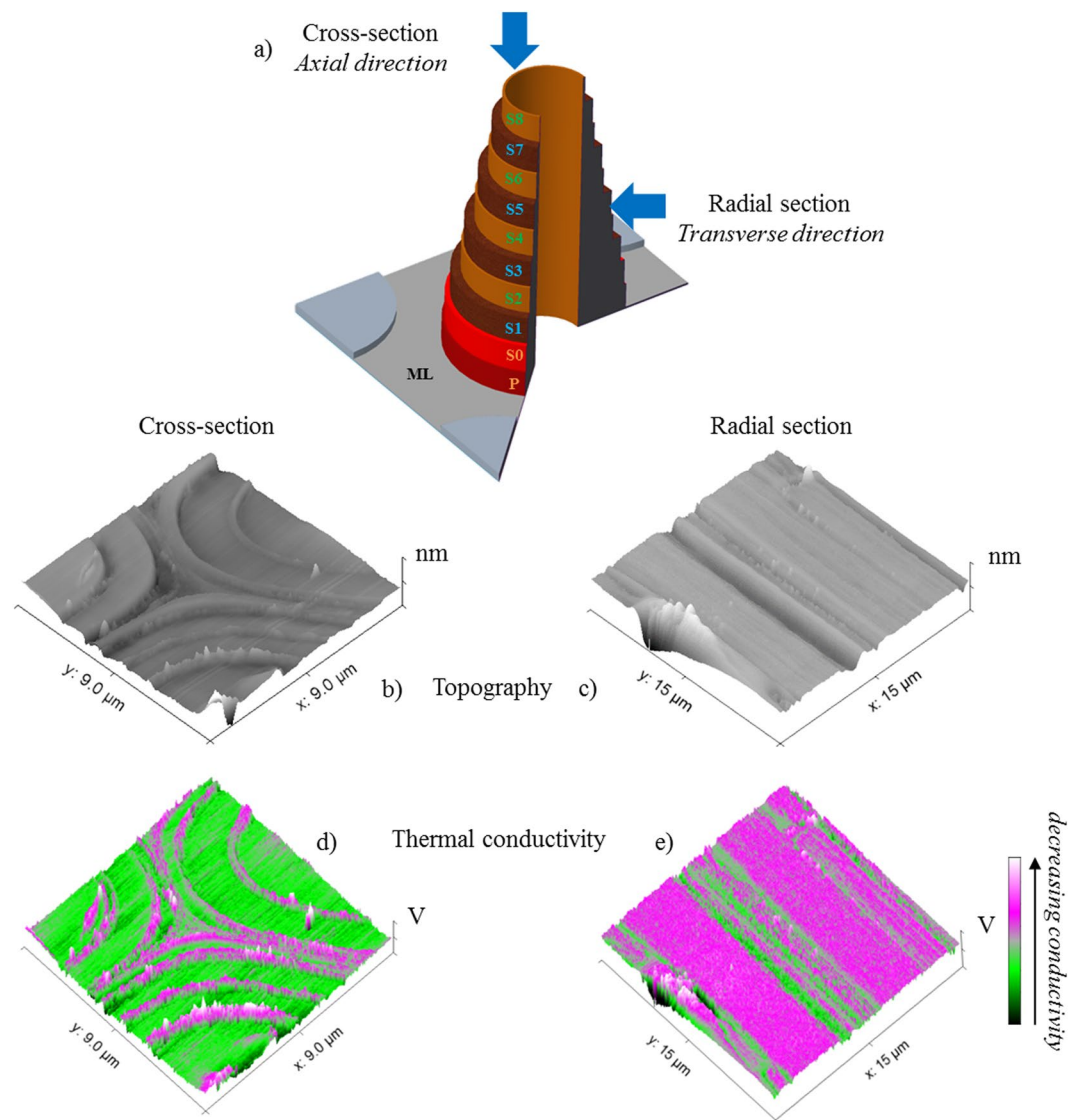 a)
Cross-section
Axial direction
S8
S7
S6
S5
S4
S3
S2
S1
S0
P
ML
Radial section
Transverse direction
Cross-section
Radial section
nm
nm
y: 9.0 µm
x: 9.0 µm
b)
Topography
c)
y: 15 µm
x: 15 µm
d)
Thermal conductivity
e)
V
V
decreasing conductivity
y: 9.0 µm
x: 9.0 µm
y: 15 µm
x: 15 µm